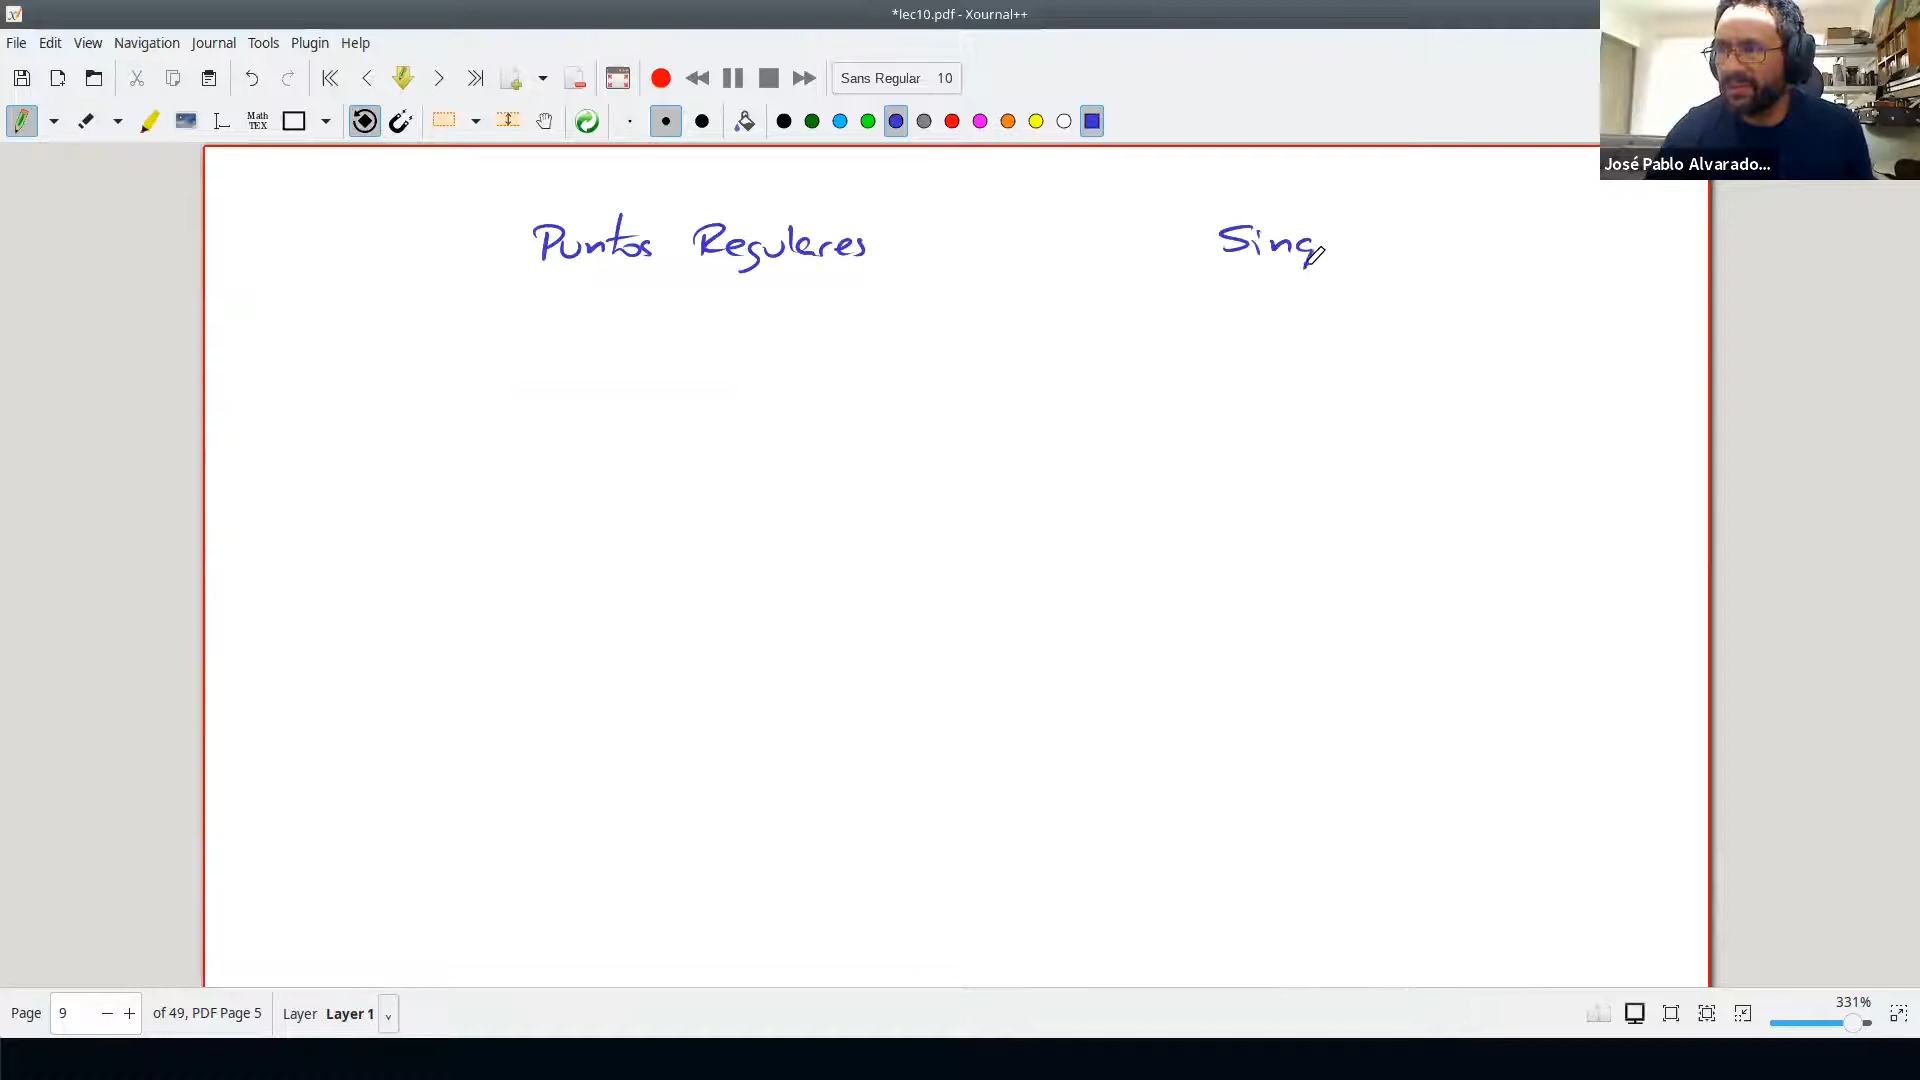 *lec10.pdf - Xournal++
File Edit View Navigation Journal Tools Plugin Help
Sans Regular 10
Math
TEX
José Pablo Alvarado...
Puntos Regulares Sing
Page 9 of 49, PDF Page 5 Layer Layer 1
331%